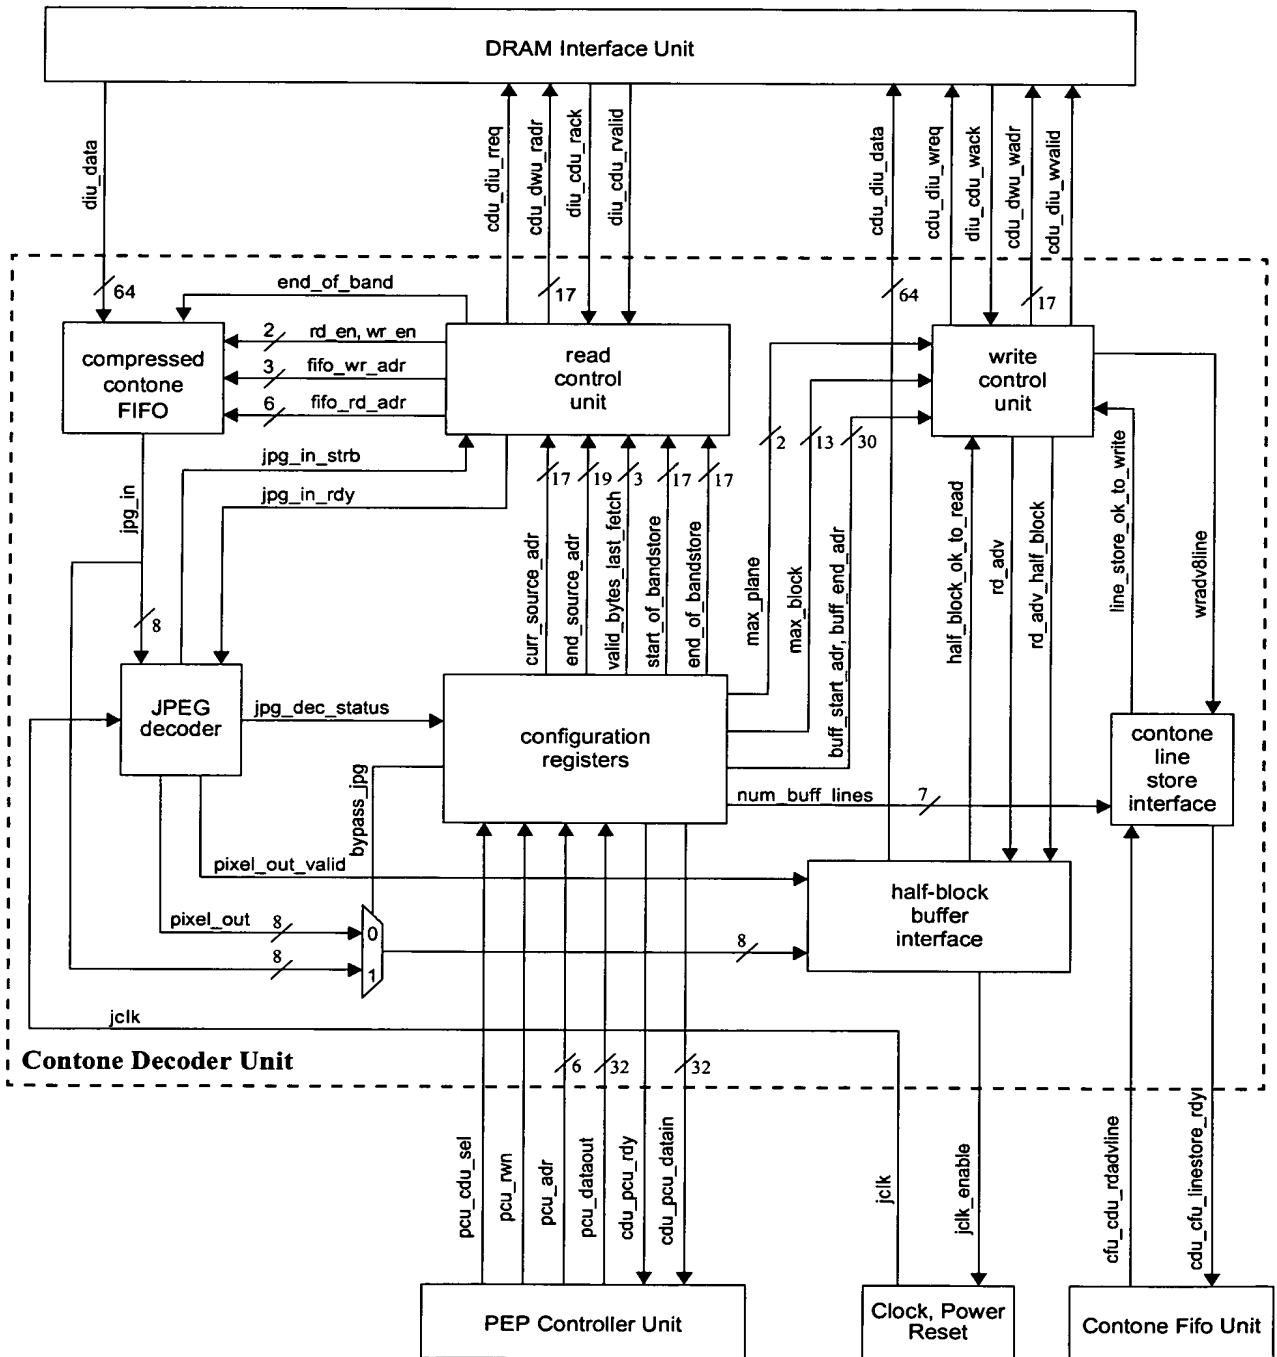 DRAM Interface Unit
diu_data
cdu_diu_rreq
cdu_dwu_radr
diu_cdu_rack
diu_cdu_rvalid
cdu_diu_data
cdu_diu_wreq
diu_cdu_wack
cdu_dwu_wadr
cdu_diu_wvalid
64
end_of_band
17
64
17
compressed
contone
FIFO
2
rd_en, wr_en
3
fifo_wr_adr
6
fifo_rd_adr
read
control
unit
write
control
unit
2
13
30
jpg_in_strb
jpg_in_rdy
jpg_in
8
17
19
3
17
17
curr_source_adr
end_source_adr
valid_bytes_last_fetch
start_of_bandstore
end_of_bandstore
max_plane
max_block
buff_start_adr, buff_end_adr
half_block_ok_to_read
rd_adv
rd_adv_half_block
line_store_ok_to_write
wradv8line
JPEG
decoder
jpg_dec_status
configuration
registers
contone
line
store
interface
bypass_jpg
num_buff_lines
7
pixel_out_valid
pixel_out
8
0
8
1
8
half-block
buffer
interface
jclk
Contone Decoder Unit
6
32
32
pcu_cdu_sel
pcu_rwn
pcu_adr
pcu_dataout
cdu_pcu_rdy
cdu_pcu_datain
jclk
jclk_enable
cfu_cdu_rdadvline
cdu_cfu_linestore_rdy
PEP Controller Unit
Clock, Power
Reset
Contone Fifo Unit